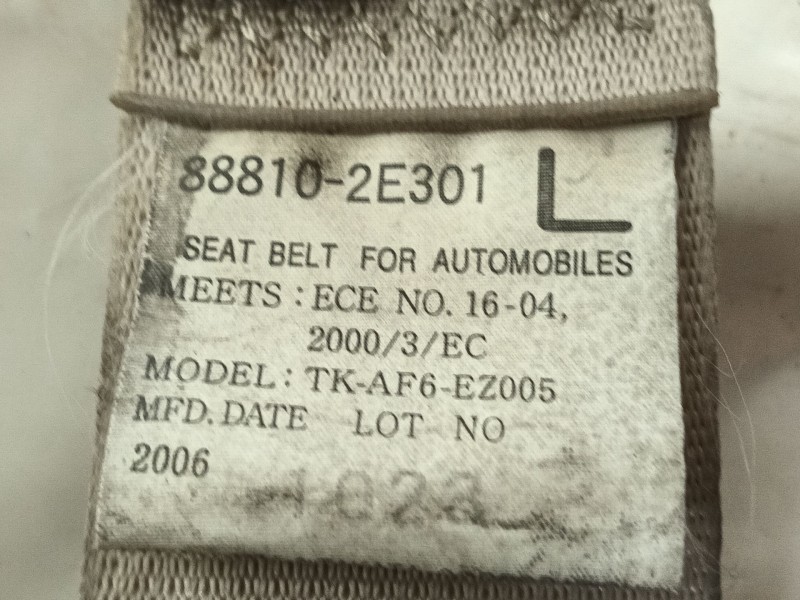 88810-2E301 L
SEAT BELT FOR AUTOMOBILES
MEETS : ECE NO. 16-04,
2000/3/EC
MODEL : TK-AF6-EZ005
MFD. DATE LOT NO
2006